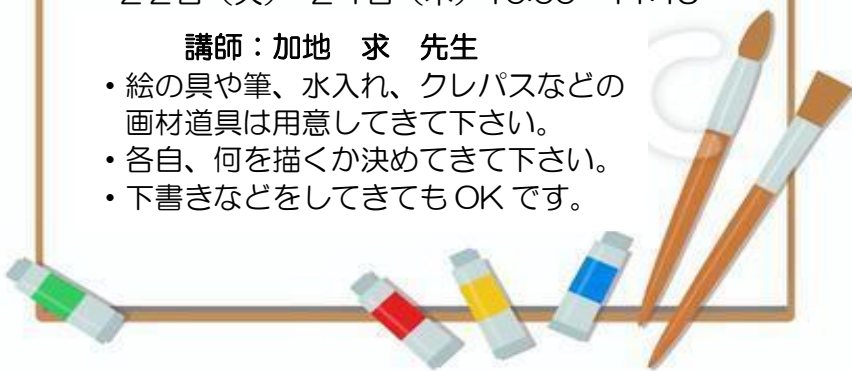 講師：加地　求　先生
・絵の具や筆、水入れ、クレパスなどの
画材道具は用意してきて下さい。
・各自、何を描くか決めてきて下さい。
・下書きなどをしてきてもOKです。